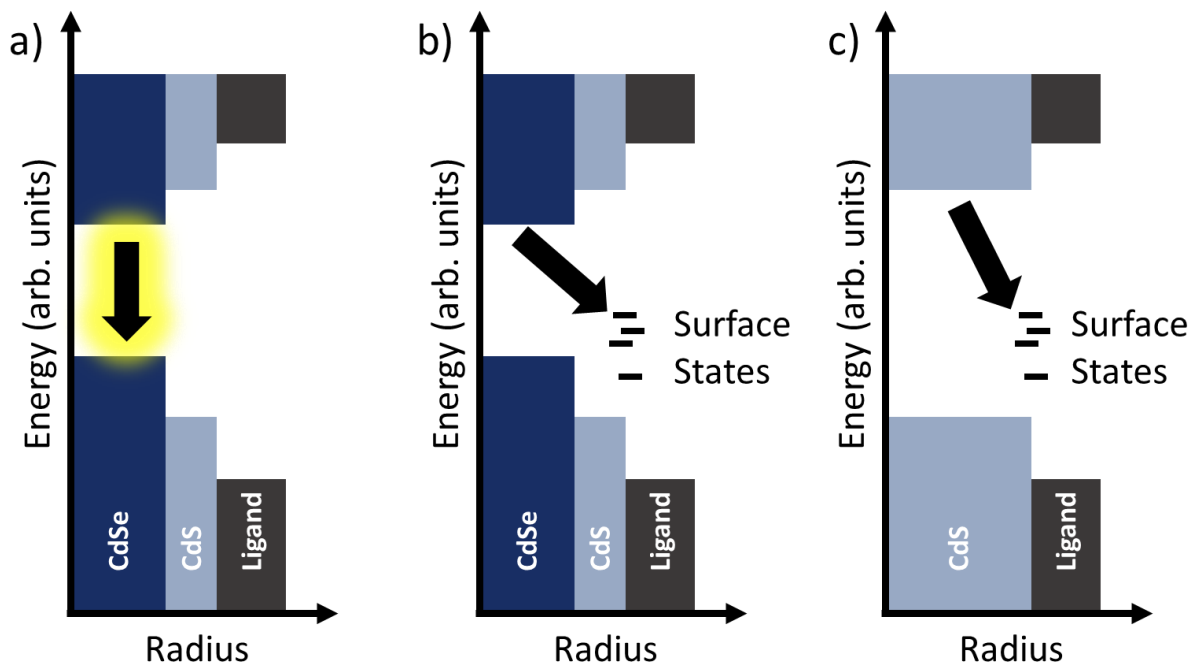 a)
Energy (arb. units)
CdSe
CdS
Ligand
Radius
b)
Energy (arb. units)
Surface
States
CdSe
CdS
Ligand
Radius
c)
Energy (arb. units)
Surface
States
CdS
Ligand
Radius